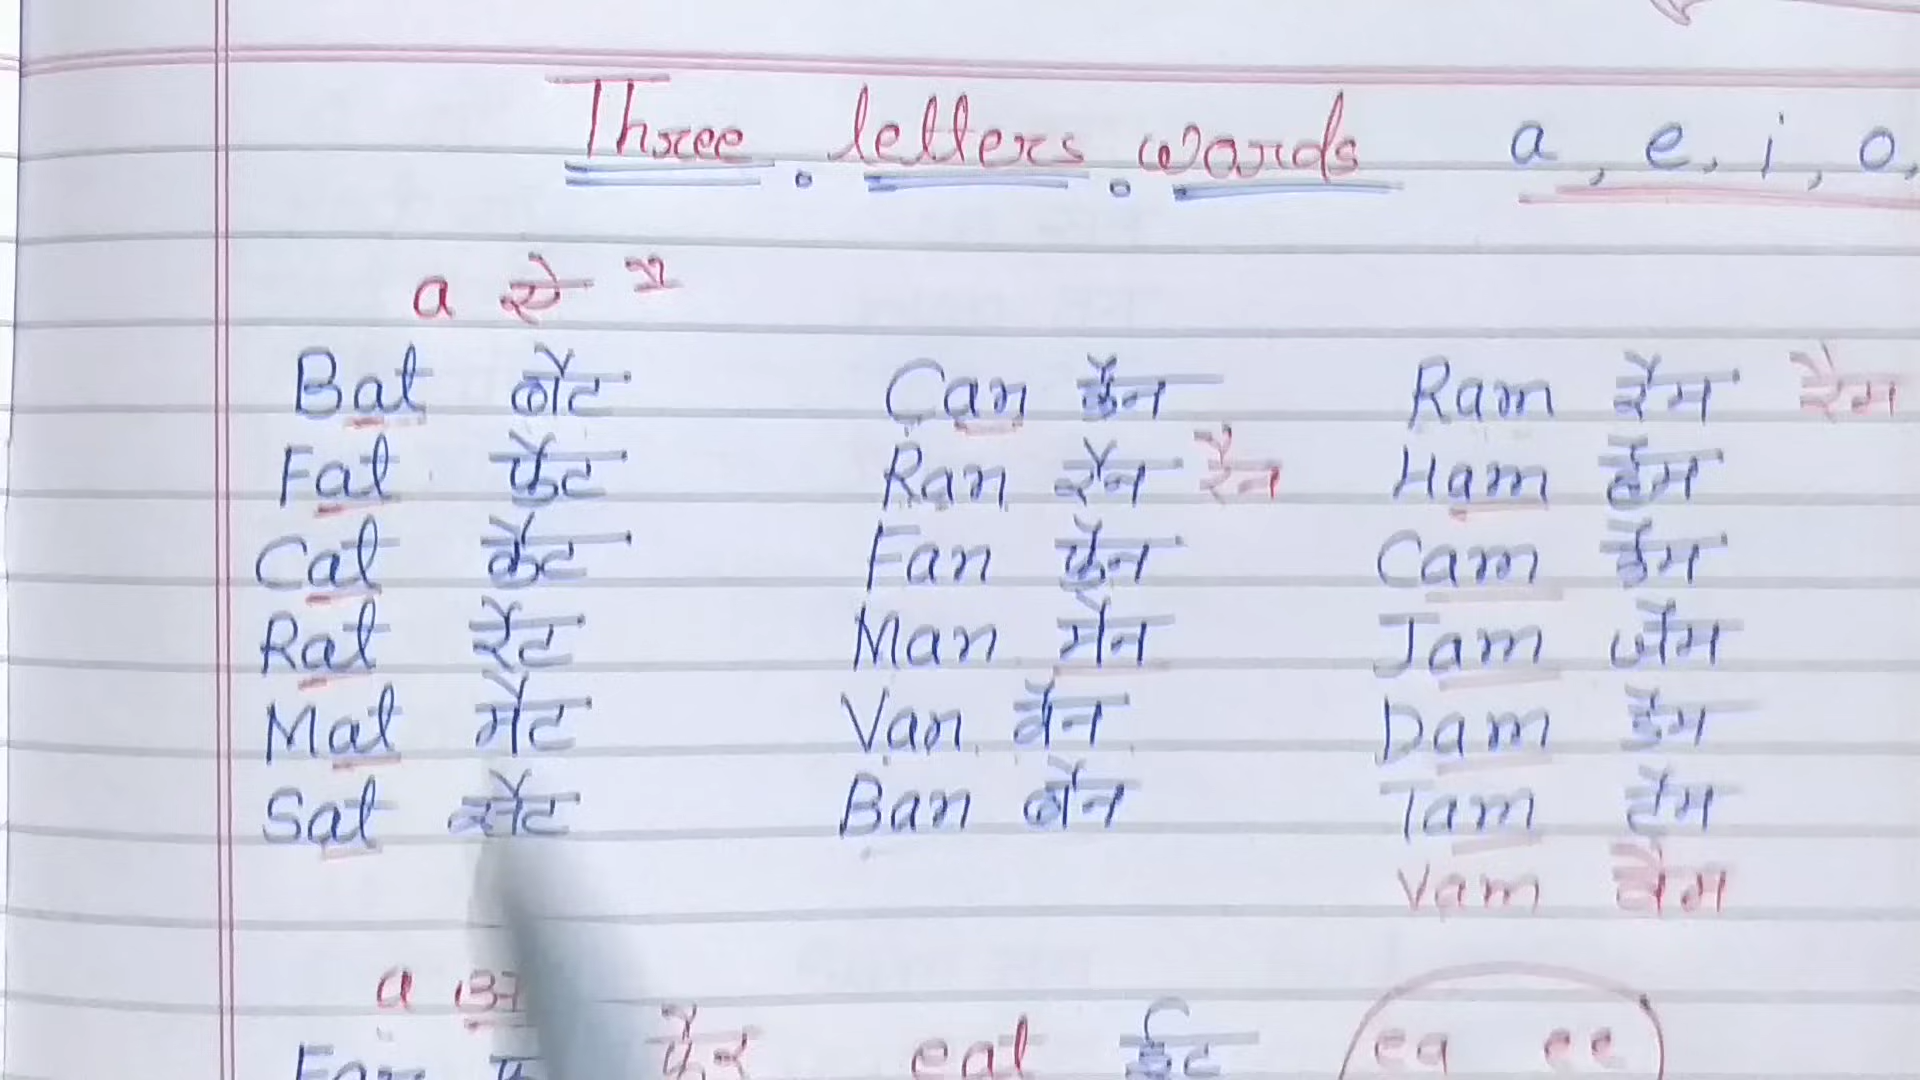 Three letters words a, e, i, o,
a से
Bat बॅट Can कॅन Ram रॅम रैम
Fat फॅट Ran रॅन रैन Ham हॅम
Cat कॅट Fan फॅन Cam कॅम
Rat रॅट Man मॅन Jam जॅम
Mat मॅट Van वॅन Dam डॅम
Sat सॅट Ban बॅन Tam टॅम
Vam वॅम
a
eat ईट ea ee